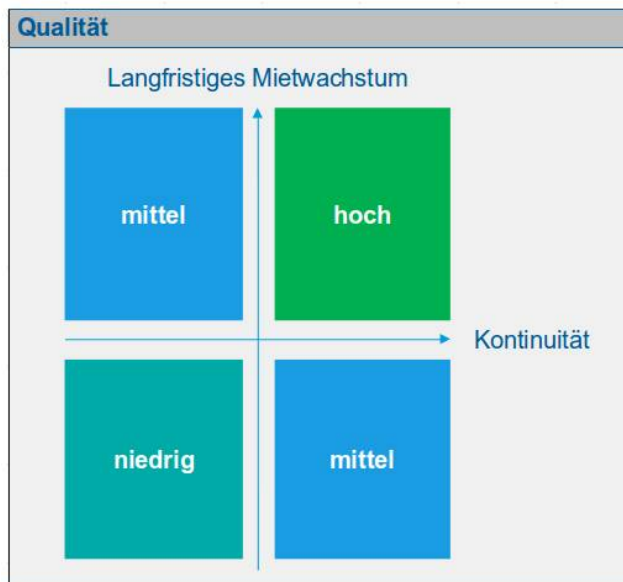 Qualität
Langfristiges Mietwachstum
mittel
hoch
Kontinuität
niedrig
mittel